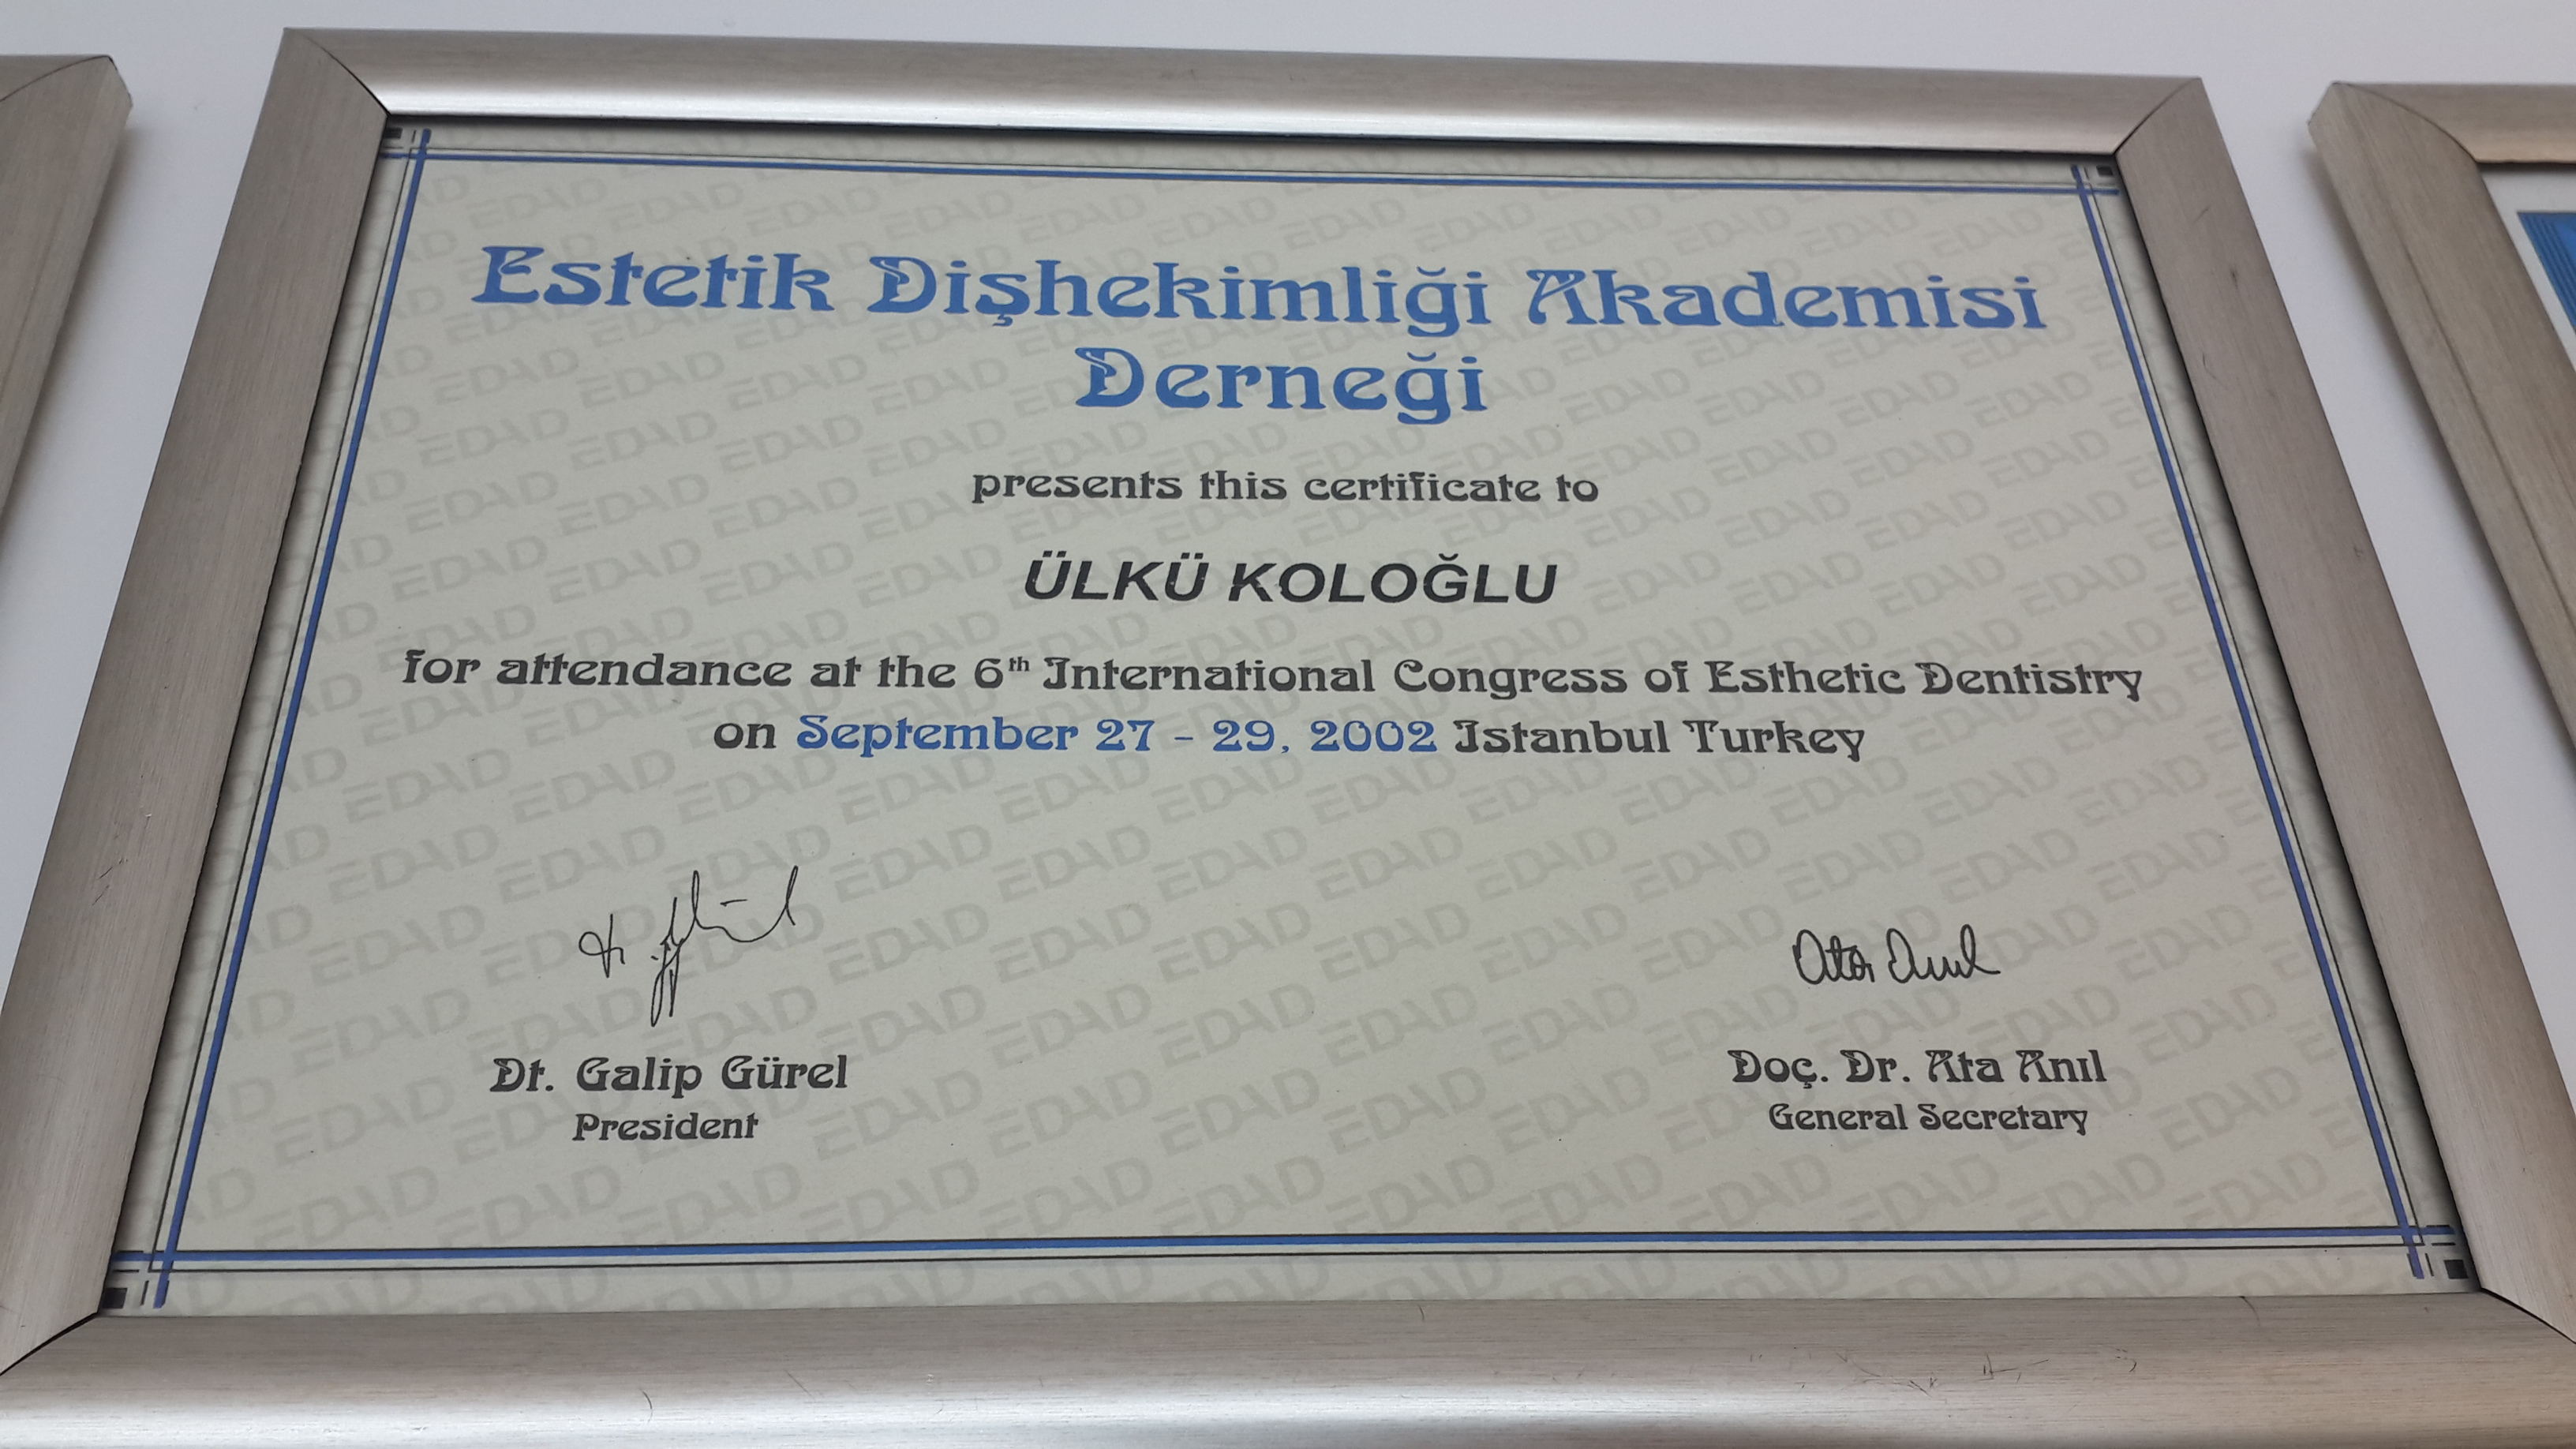 Estetik Dişhekimliği Akademisi
Derneği
presents this certificate to
ÜLKÜ KOLOĞLU
for attendance at the 6th International Congress of Esthetic Dentistry
on September 27 - 29, 2002 Istanbul Turkey
Ata Anıl
Dt. Galip Gürel
President
Doç. Dr. Ata Anıl
General Secretary
EDAD